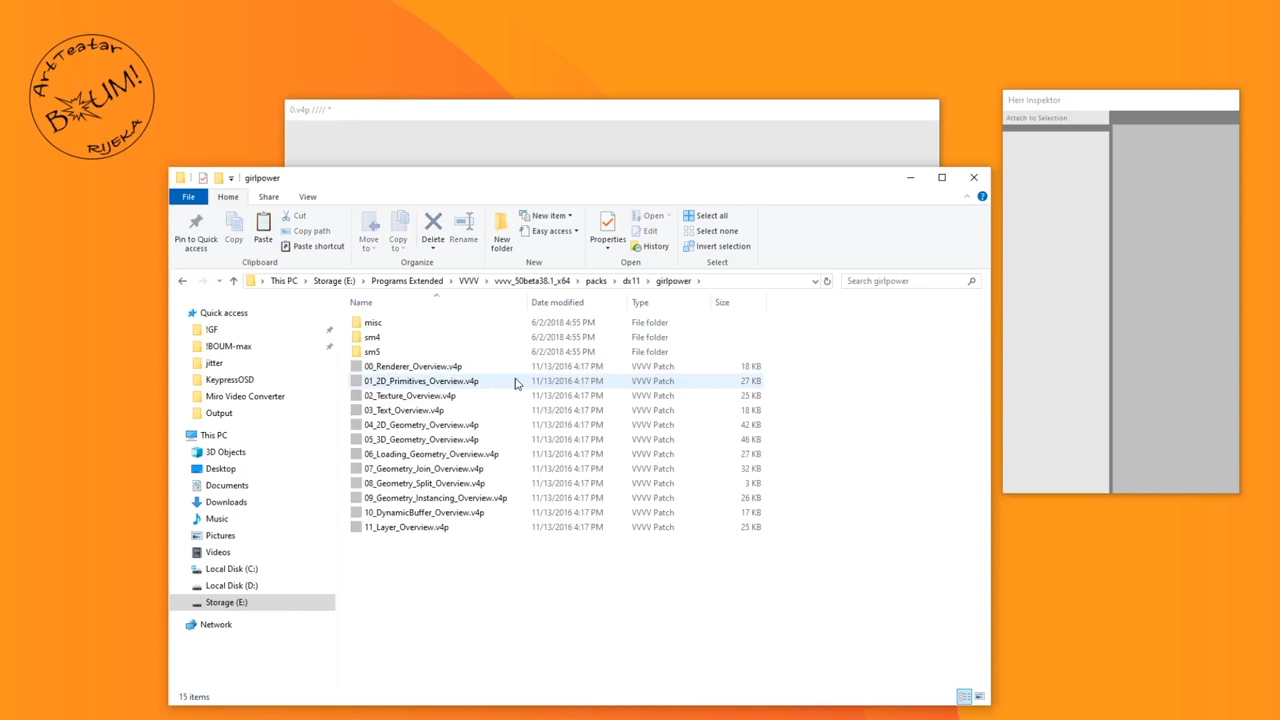 ArtTeatar
BOUM!
RIJEKA
0.v4p //// *
Herr Inspektor
Attach to Selection
girlpower
File
Home
Share
View
Pin to Quick access
Copy
Paste
Cut
Copy path
Paste shortcut
Clipboard
Move to
Copy to
Delete
Rename
Organize
New folder
New item
Easy access
New
Properties
Open
Edit
History
Open
Select all
Select none
Invert selection
Select
This PC > Storage (E:) > Programs Extended > VVVV > vvvv_50beta38.1_x64 > packs > dx11 > girlpower >
Search girlpower
Name Date modified Type Size
Quick access
!GF
!BOUM-max
jitter
KeypressOSD
Miro Video Converter
Output
This PC
3D Objects
Desktop
Documents
Downloads
Music
Pictures
Videos
Local Disk (C:)
Local Disk (D:)
Storage (E:)
Network
misc 6/2/2018 4:55 PM File folder
sm4 6/2/2018 4:55 PM File folder
sm5 6/2/2018 4:55 PM File folder
00_Renderer_Overview.v4p 11/13/2016 4:17 PM VVVV Patch 18 KB
01_2D_Primitives_Overview.v4p 11/13/2016 4:17 PM VVVV Patch 27 KB
02_Texture_Overview.v4p 11/13/2016 4:17 PM VVVV Patch 25 KB
03_Text_Overview.v4p 11/13/2016 4:17 PM VVVV Patch 18 KB
04_2D_Geometry_Overview.v4p 11/13/2016 4:17 PM VVVV Patch 42 KB
05_3D_Geometry_Overview.v4p 11/13/2016 4:17 PM VVVV Patch 46 KB
06_Loading_Geometry_Overview.v4p 11/13/2016 4:17 PM VVVV Patch 27 KB
07_Geometry_Join_Overview.v4p 11/13/2016 4:17 PM VVVV Patch 32 KB
08_Geometry_Split_Overview.v4p 11/13/2016 4:17 PM VVVV Patch 3 KB
09_Geometry_Instancing_Overview.v4p 11/13/2016 4:17 PM VVVV Patch 26 KB
10_DynamicBuffer_Overview.v4p 11/13/2016 4:17 PM VVVV Patch 17 KB
11_Layer_Overview.v4p 11/13/2016 4:17 PM VVVV Patch 25 KB
15 items